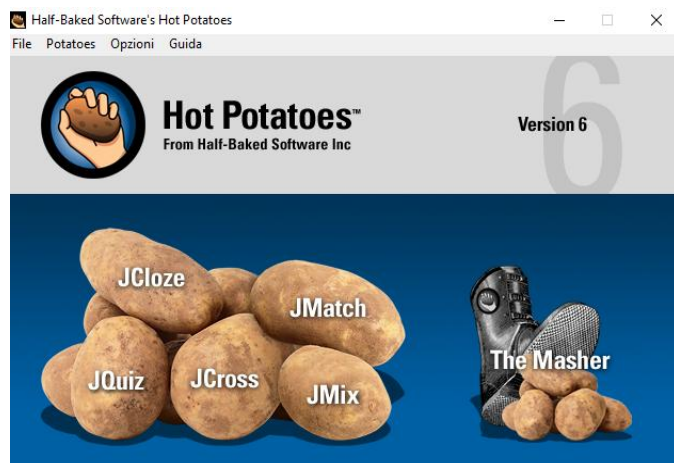 Half-Baked Software's Hot Potatoes
File Potatoes Opzioni Guida
Hot Potatoes™
From Half-Baked Software Inc
Version 6
6
JCloze
JMatch
JQuiz
JCross
JMix
The Masher